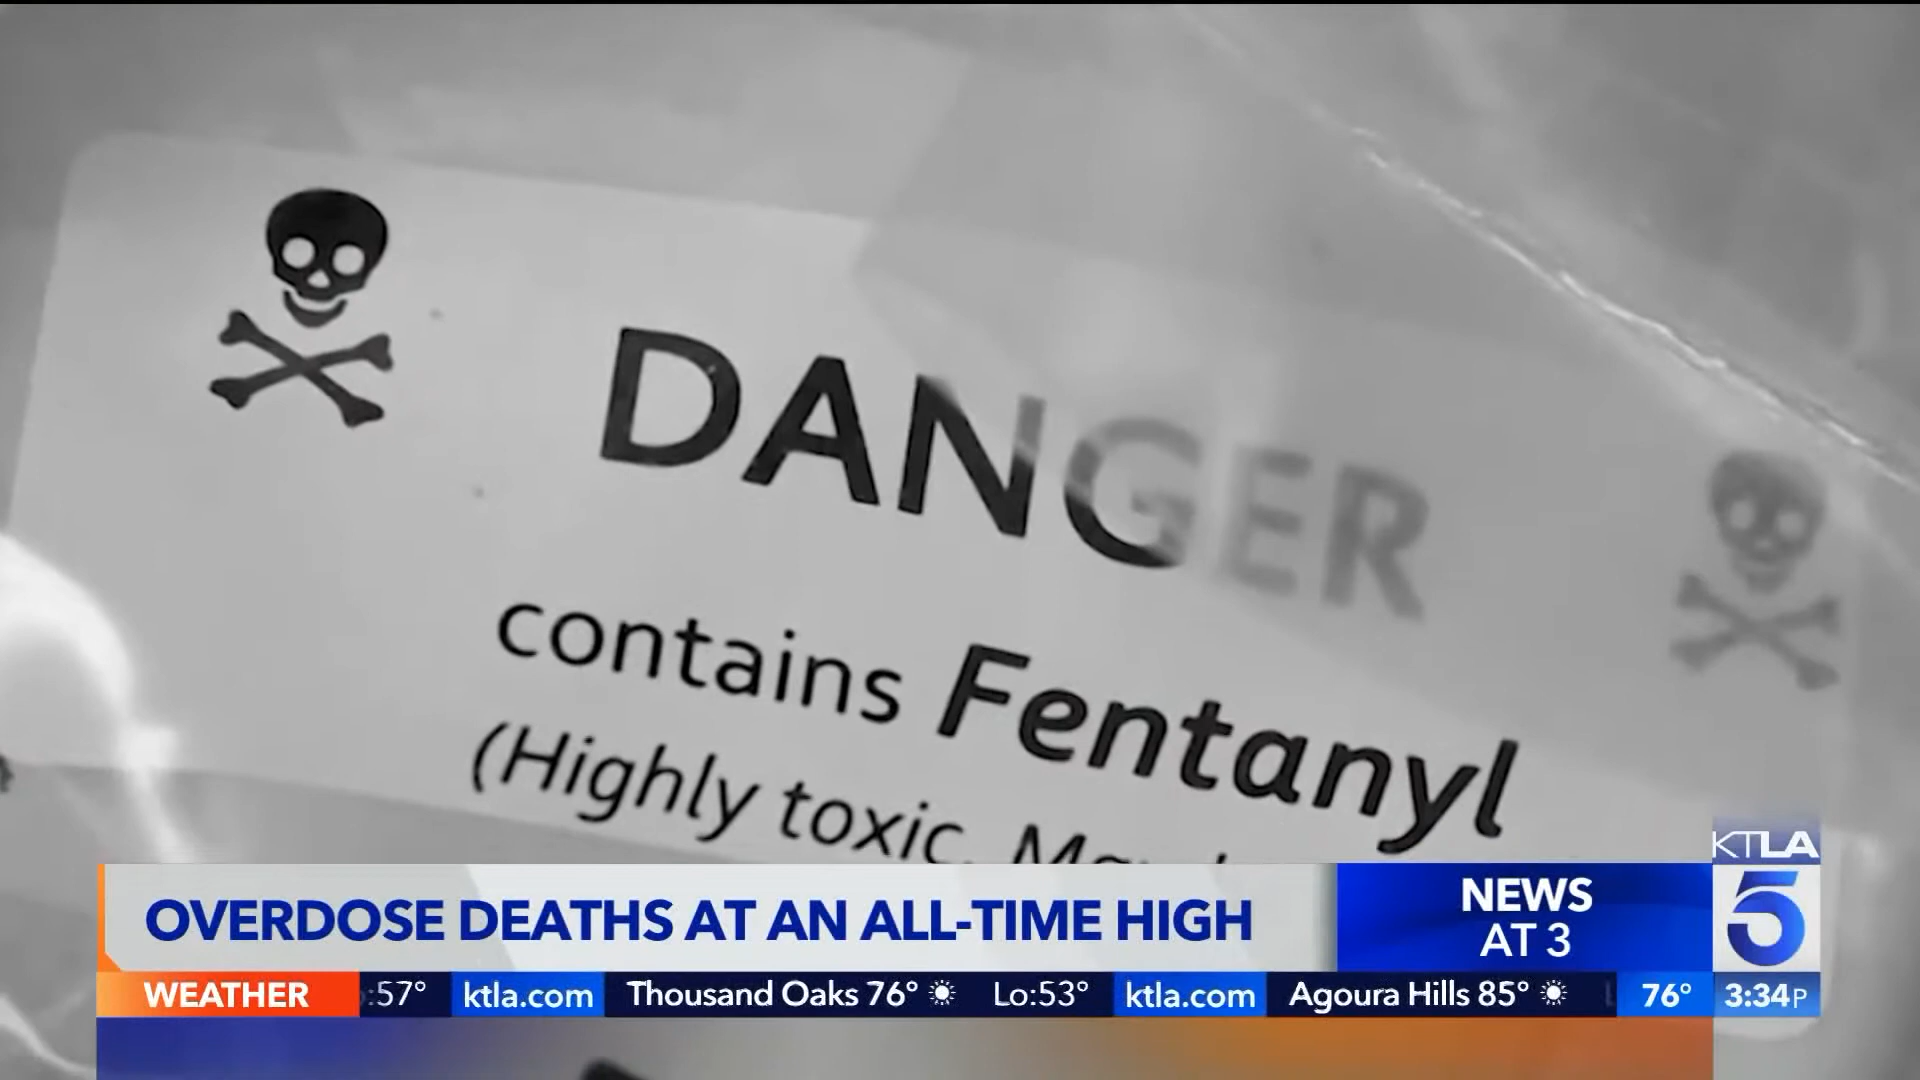 DANGER
contains Fentanyl
(Highly toxic.
KTLA
5
OVERDOSE DEATHS AT AN ALL-TIME HIGH
NEWS
AT 3
WEATHER :57° ktla.com Thousand Oaks 76° Lo:53° ktla.com Agoura Hills 85° 76° 3:34P